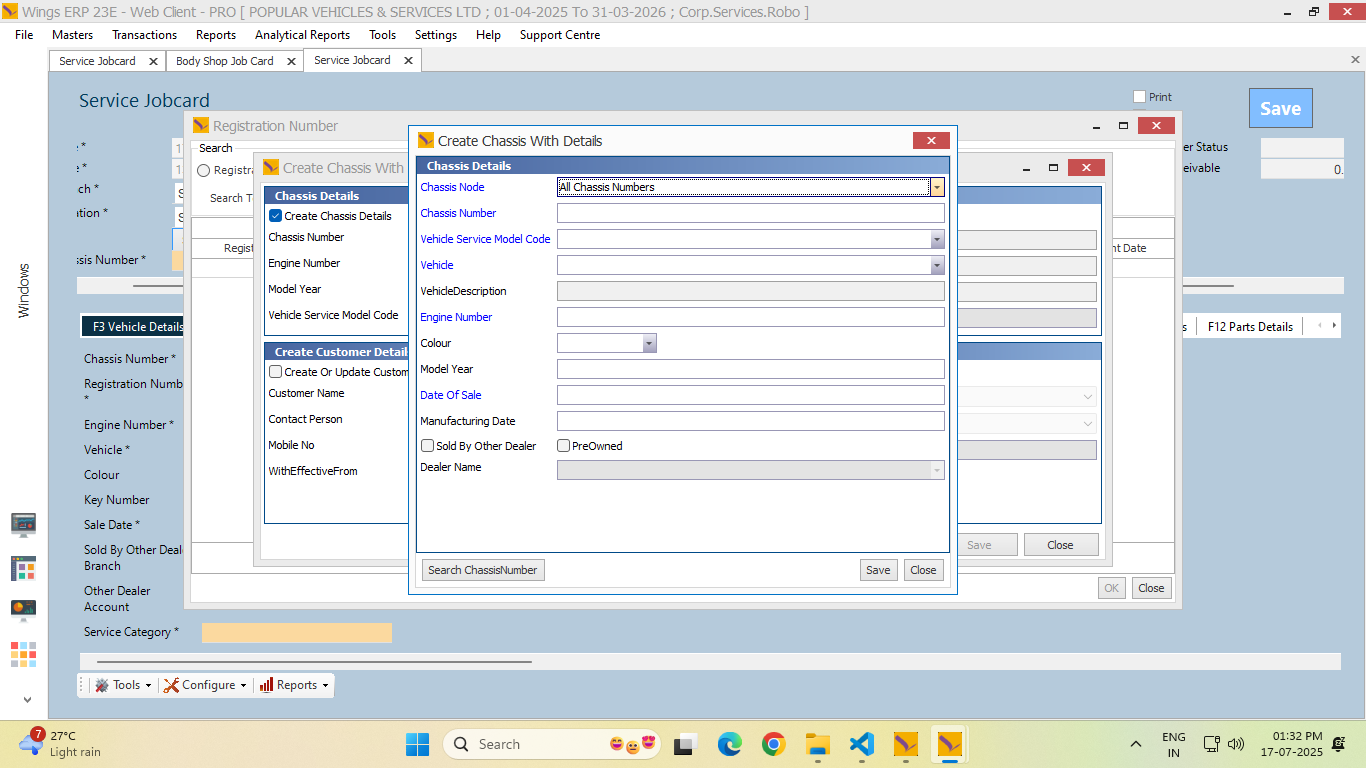 Wings ERP 23E - Web Client - PRO [ POPULAR VEHICLES & SERVICES LTD ; 01-04-2025 To 31-03-2026 ; Corp.Services.Robo ]
File Masters Transactions Reports Analytical Reports Tools Settings Help Support Centre
Service Jobcard Body Shop Job Card Service Jobcard
Service Jobcard
Print
Save
Registration Number
Search
Create Chassis With
Chassis Details
Create Chassis Details
Chassis Number
Engine Number
Model Year
Vehicle Service Model Code
Create Customer Detail
Create Or Update Custom
Customer Name
Contact Person
Mobile No
WithEffectiveFrom
Save Close
Create Chassis With Details
Chassis Details
Chassis Node All Chassis Numbers
Chassis Number
Vehicle Service Model Code
Vehicle
VehicleDescription
Engine Number
Colour
Model Year
Date Of Sale
Manufacturing Date
Sold By Other Dealer PreOwned
Dealer Name
Search ChassisNumber Save Close
OK Close
er Status
eivable 0.
nt Date
Windows
F3 Vehicle Details
F12 Parts Details
Chassis Number *
Registration Numb
*
Engine Number *
Vehicle *
Colour
Key Number
Sale Date *
Sold By Other Deal
Branch
Other Dealer
Account
Service Category *
Tools Configure Reports
7
27°C
Light rain
Search
ENG
IN
01:32 PM
17-07-2025